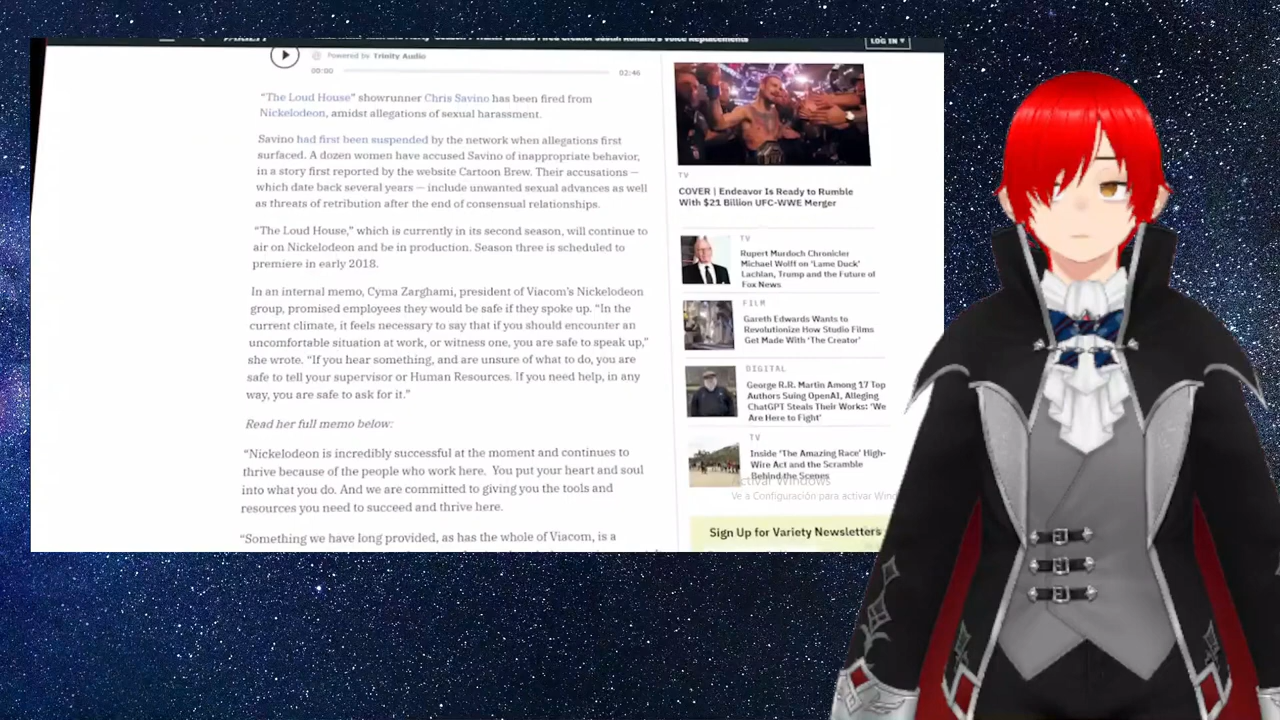 VARIETY
LOG IN
Powered by Trinity Audio
00:00
02:46
"The Loud House" showrunner Chris Savino has been fired from
Nickelodeon, amidst allegations of sexual harassment.
Savino had first been suspended by the network when allegations first
surfaced. A dozen women have accused Savino of inappropriate behavior,
in a story first reported by the website Cartoon Brew. Their accusations —
which date back several years — include unwanted sexual advances as well
as threats of retribution after the end of consensual relationships.
"The Loud House," which is currently in its second season, will continue to
air on Nickelodeon and be in production. Season three is scheduled to
premiere in early 2018.
In an internal memo, Cyma Zarghami, president of Viacom's Nickelodeon
group, promised employees they would be safe if they spoke up. "In the
current climate, it feels necessary to say that if you should encounter an
uncomfortable situation at work, or witness one, you are safe to speak up,"
she wrote. "If you hear something, and are unsure of what to do, you are
safe to tell your supervisor or Human Resources. If you need help, in any
way, you are safe to ask for it."
Read her full memo below:
"Nickelodeon is incredibly successful at the moment and continues to
thrive because of the people who work here. You put your heart and soul
into what you do. And we are committed to giving you the tools and
resources you need to succeed and thrive here.
"Something we have long provided, as has the whole of Viacom, is a
TV
COVER | Endeavor Is Ready to Rumble
With $21 Billion UFC-WWE Merger
TV
Rupert Murdoch Chronicler
Michael Wolff on 'Lame Duck'
Lachlan, Trump and the Future of
Fox News
FILM
Gareth Edwards Wants to
Revolutionize How Studio Films
Get Made With 'The Creator'
DIGITAL
George R.R. Martin Among 17 Top
Authors Suing OpenAI, Alleging
ChatGPT Steals Their Works: 'We
Are Here to Fight'
TV
Inside 'The Amazing Race' High-
Wire Act and the Scramble
Behind the Scenes
Activar Windows
Ve a Configuración para activar Wind
Sign Up for Variety Newsletters